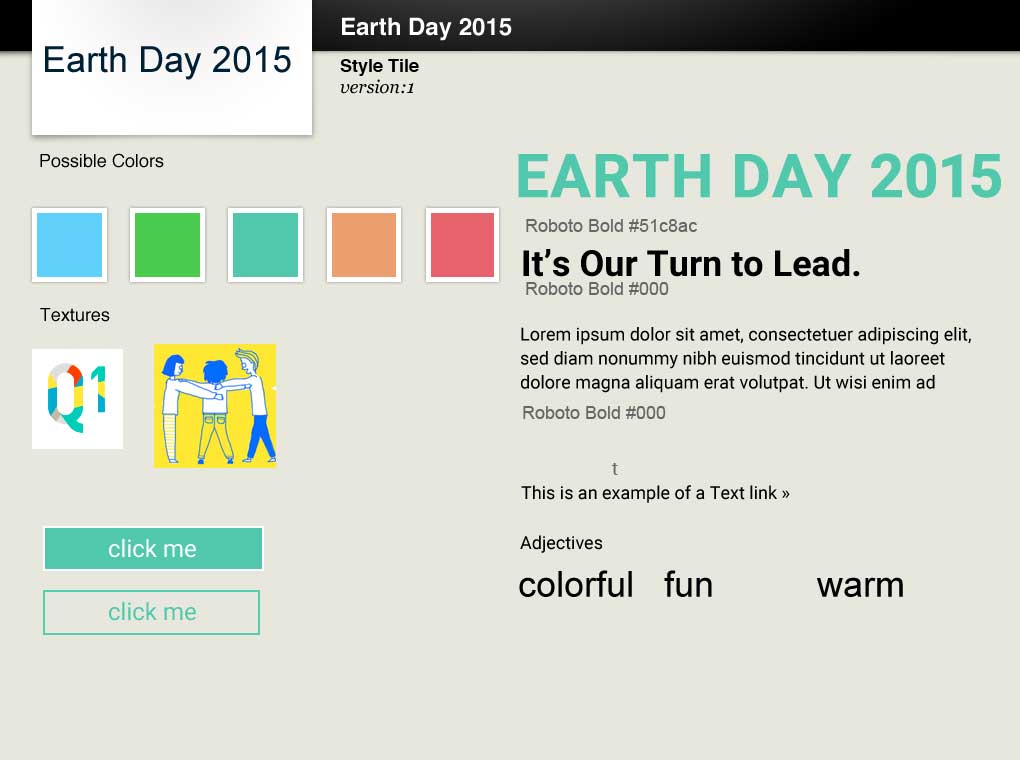 Earth Day 2015
Earth Day 2015
Style Tile
version:1
Possible Colors
Textures
Q1
click me
click me
EARTH DAY 2015
Roboto Bold #51c8ac
It’s Our Turn to Lead.
Roboto Bold #000
Lorem ipsum dolor sit amet, consectetuer adipiscing elit,
sed diam nonummy nibh euismod tincidunt ut laoreet
dolore magna aliquam erat volutpat. Ut wisi enim ad
Roboto Bold #000
t
This is an example of a Text link »
Adjectives
colorful fun warm